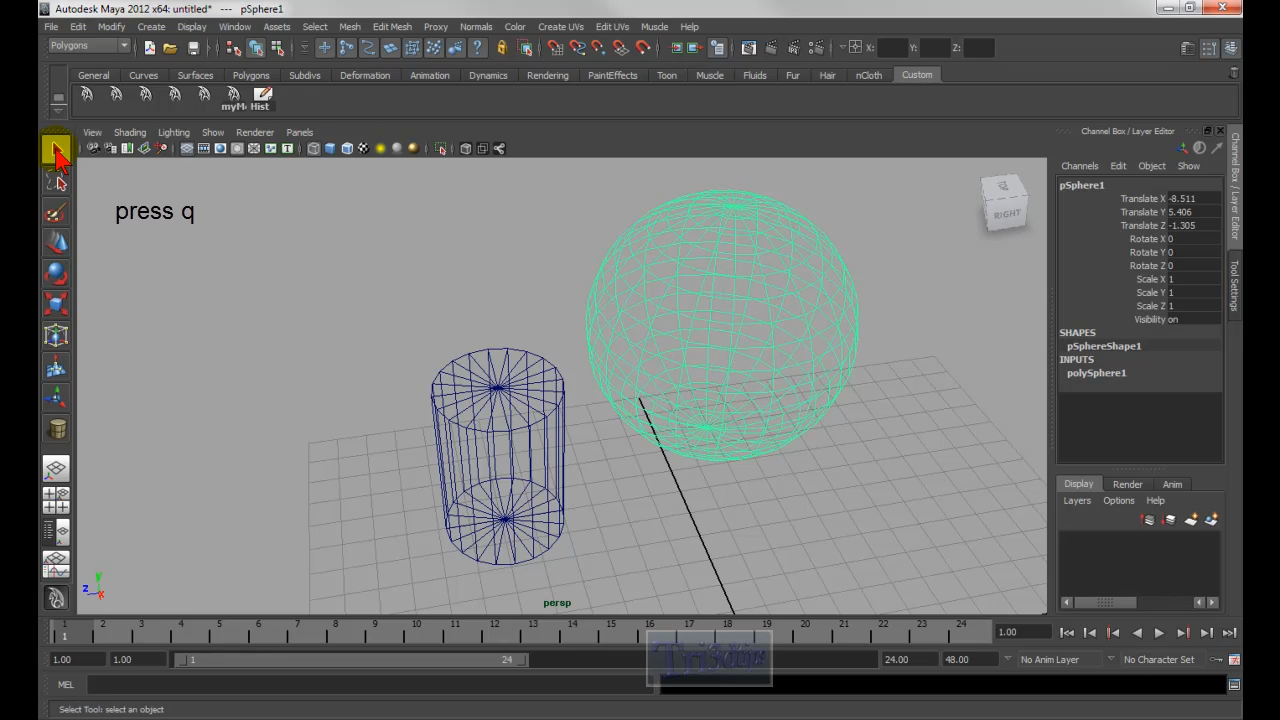 Autodesk Maya 2012 x64: untitled* --- pSphere1
File Edit Modify Create Display Window Assets Select Mesh Edit Mesh Proxy Normals Color Create UVs Edit UVs Muscle Help
Polygons X: Y: Z:
General Curves Surfaces Polygons Subdivs Deformation Animation Dynamics Rendering PaintEffects Toon Muscle Fluids Fur Hair nCloth Custom
Hist
View Shading Lighting Show Renderer Panels
Channel Box / Layer Editor
Channels Edit Object Show
press q
RIGHT
pSphere1
Translate X -8.511
Translate Y 5.406
Translate Z -1.305
Rotate X 0
Rotate Y 0
Rotate Z 0
Scale X 1
Scale Y 1
Scale Z 1
Visibility on
SHAPES
pSphereShape1
INPUTS
polySphere1
Channel Box / Layer Editor
Tool Settings
Display Render Anim
Layers Options Help
y
z
x
persp
1 2 3 4 5 6 7 8 9 10 11 12 13 14 15 16 17 18 19 20 21 22 23 24
1 1.00
1.00 1.00 1 24 24.00 48.00 No Anim Layer No Character Set
MEL
Select Tool: select an object